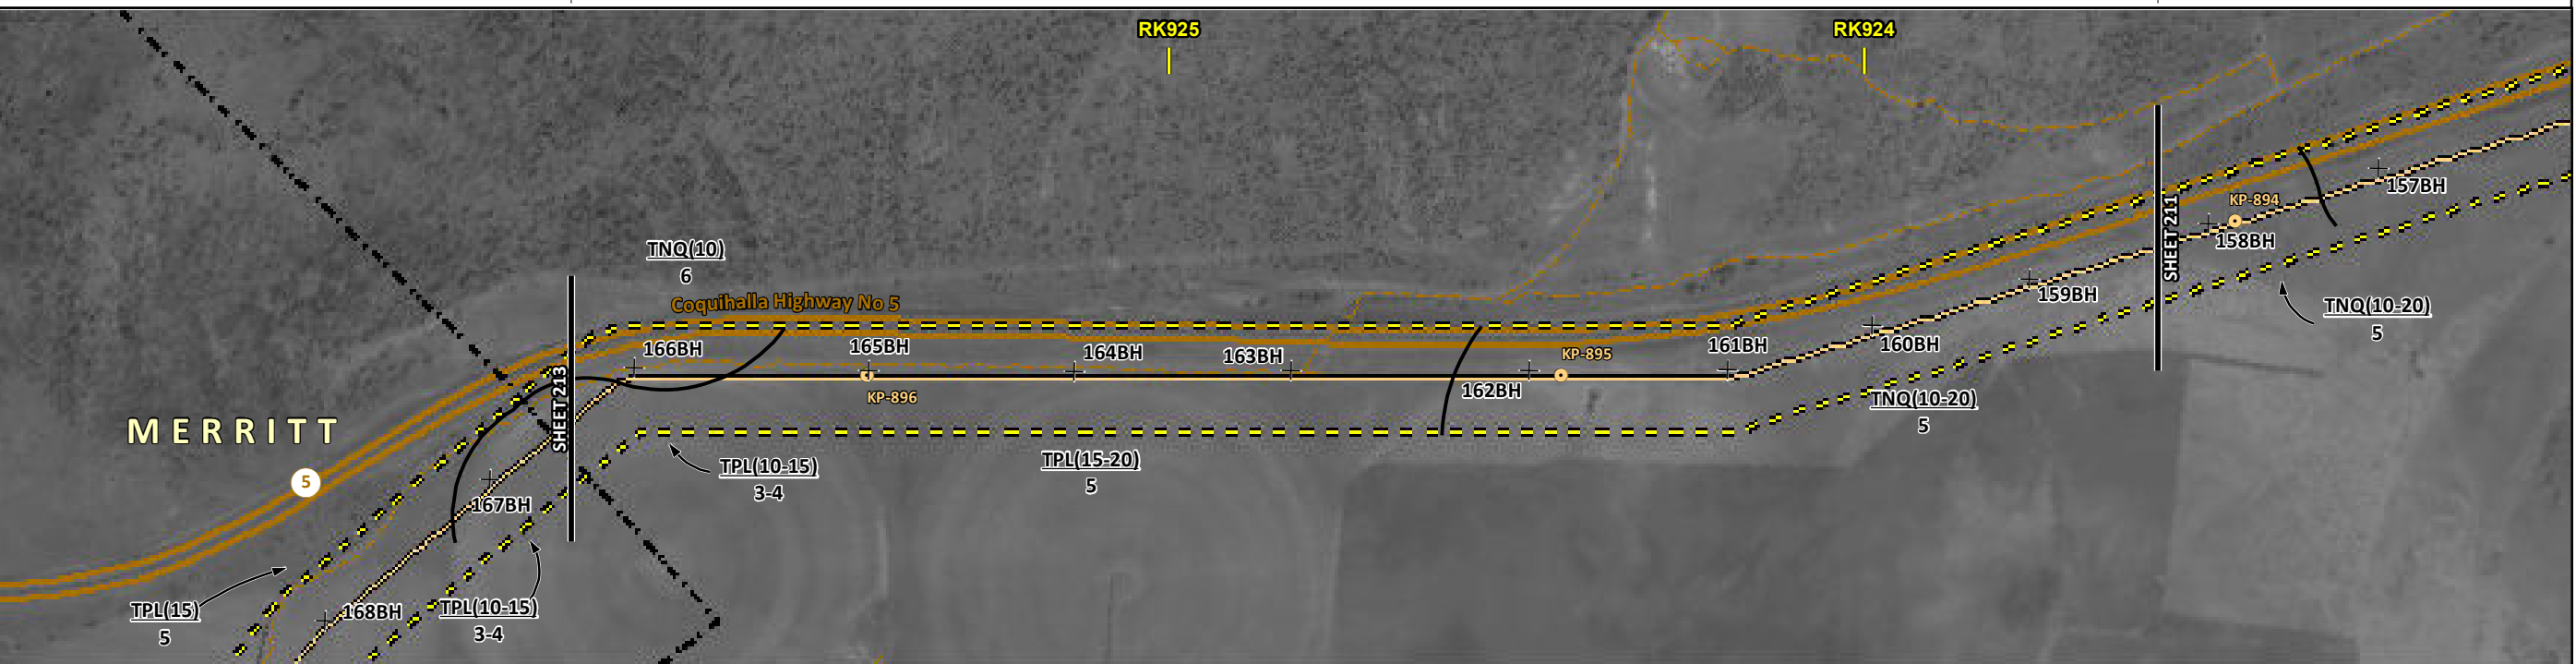 RK925
RK924
157BH
KP-894
158BH
SHEET 211
TNQ(10)
6
159BH
Coquihalla Highway No 5
TNQ(10-20)
5
166BH
165BH
164BH
163BH
KP-895
161BH
160BH
162BH
KP-896
TNQ(10-20)
5
SHEET 213
MERRITT
TPL(10-15)
3-4
TPL(15-20)
5
5
167BH
TPL(15)
5
168BH
TPL(10-15)
3-4